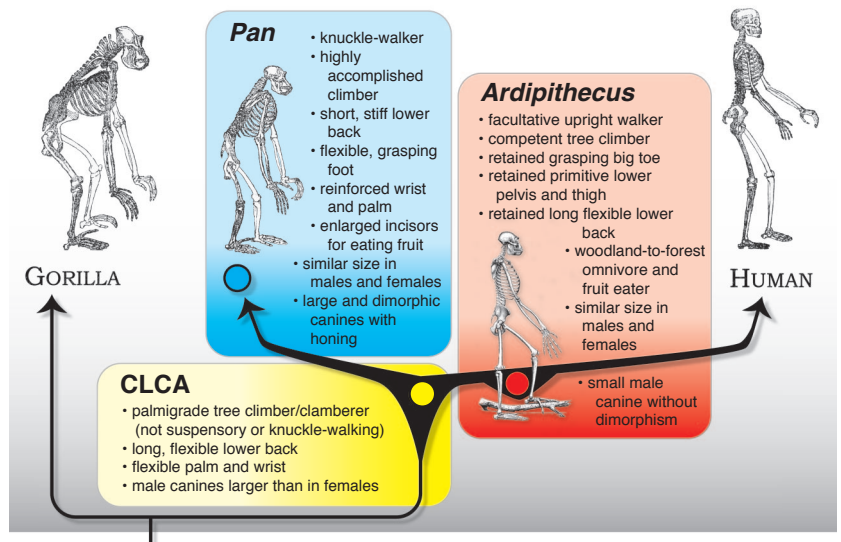 Pan
• knuckle-walker
• highly
accomplished
climber
• short, stiff lower
back
• flexible, grasping
foot
• reinforced wrist
and palm
• enlarged incisors
for eating fruit
• similar size in
males and females
• large and dimorphic
canines with
honing
Ardipithecus
• facultative upright walker
• competent tree climber
• retained grasping big toe
• retained primitive lower
pelvis and thigh
• retained long flexible lower
back
• woodland-to-forest
omnivore and
fruit eater
• similar size in
males and
females
• small male
canine without
dimorphism
GORILLA
HUMAN
CLCA
• palmigrade tree climber/clamberer
(not suspensory or knuckle-walking)
• long, flexible lower back
• flexible palm and wrist
• male canines larger than in females